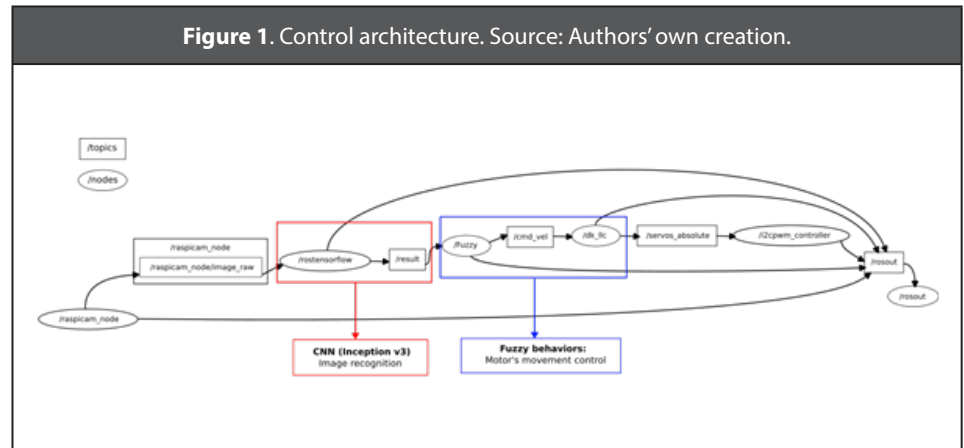 Figure 1. Control architecture. Source: Authors’ own creation.
/topics
/nodes
/raspicam_node
/raspicam_node/image_raw
/raspicam_node
/rostensorflow
/result
/Fuzzy
/cmd_vel
/dk_llc
/servos_absolute
/i2cpwm_controller
/rosout
/rosout
CNN (Inception v3)
Image recognition
Fuzzy behaviors:
Motor's movement control